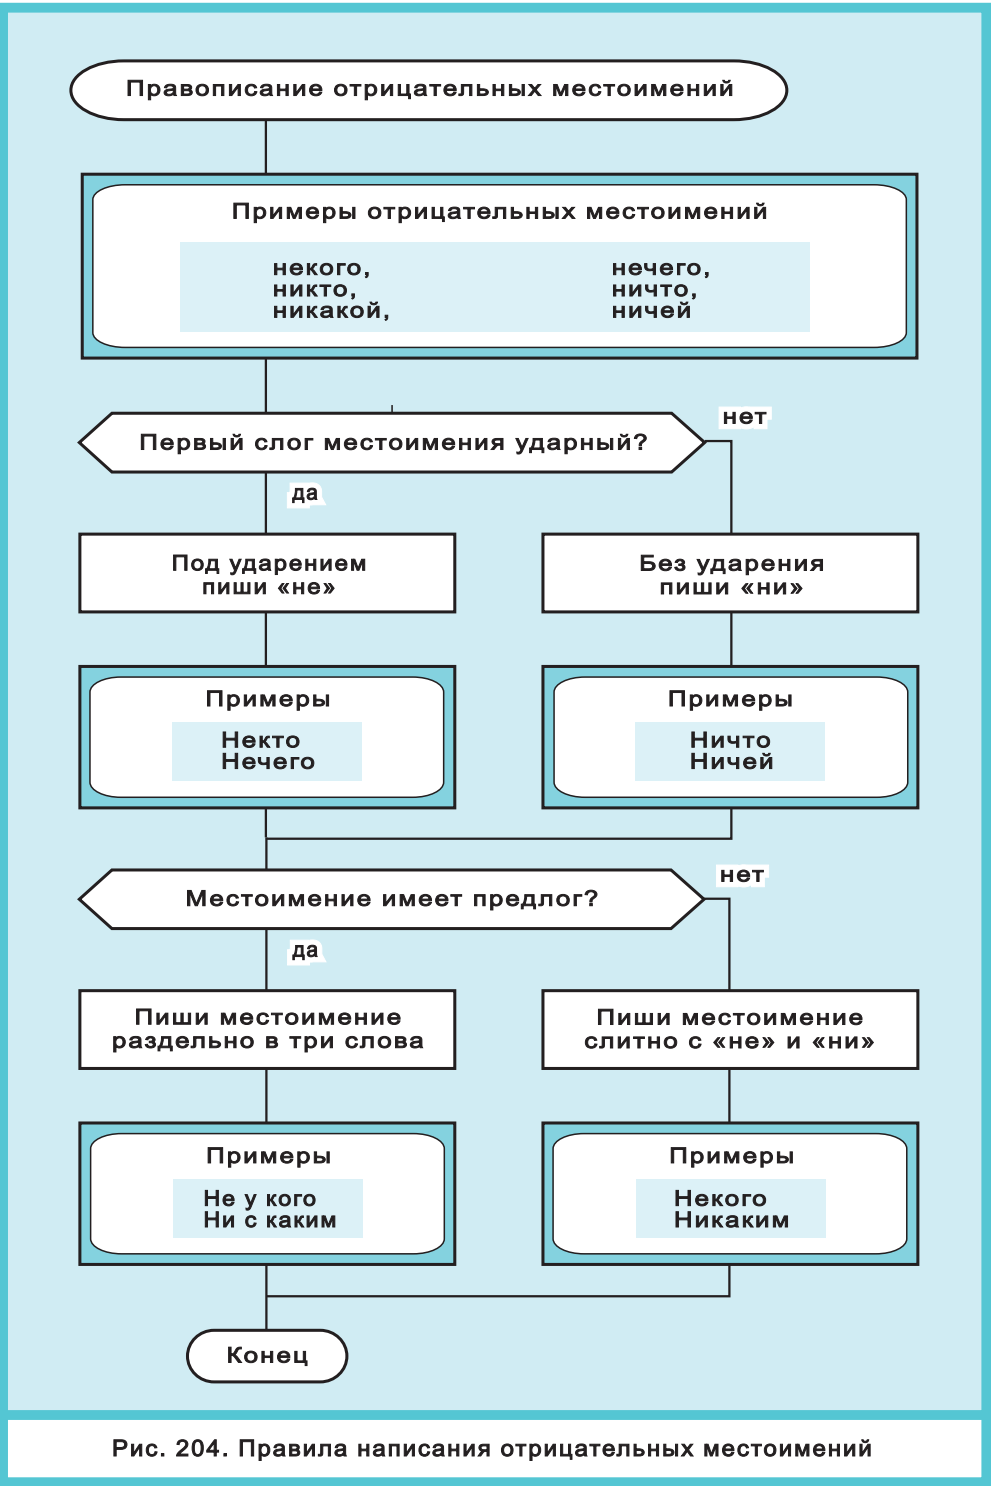 Правописание отрицательных местоимений
Примеры отрицательных местоимений
некого,
никто,
никакой,
нечего,
ничто,
ничей
Первый слог местоимения ударный?
нет
да
Под ударением
пиши «не»
Без ударения
пиши «ни»
Примеры
Некто
Нечего
Примеры
Ничто
Ничей
Местоимение имеет предлог?
нет
да
Пиши местоимение
раздельно в три слова
Пиши местоимение
слитно с «не» и «ни»
Примеры
Не у кого
Ни с каким
Примеры
Некого
Никаким
Конец
Рис. 204. Правила написания отрицательных местоимений